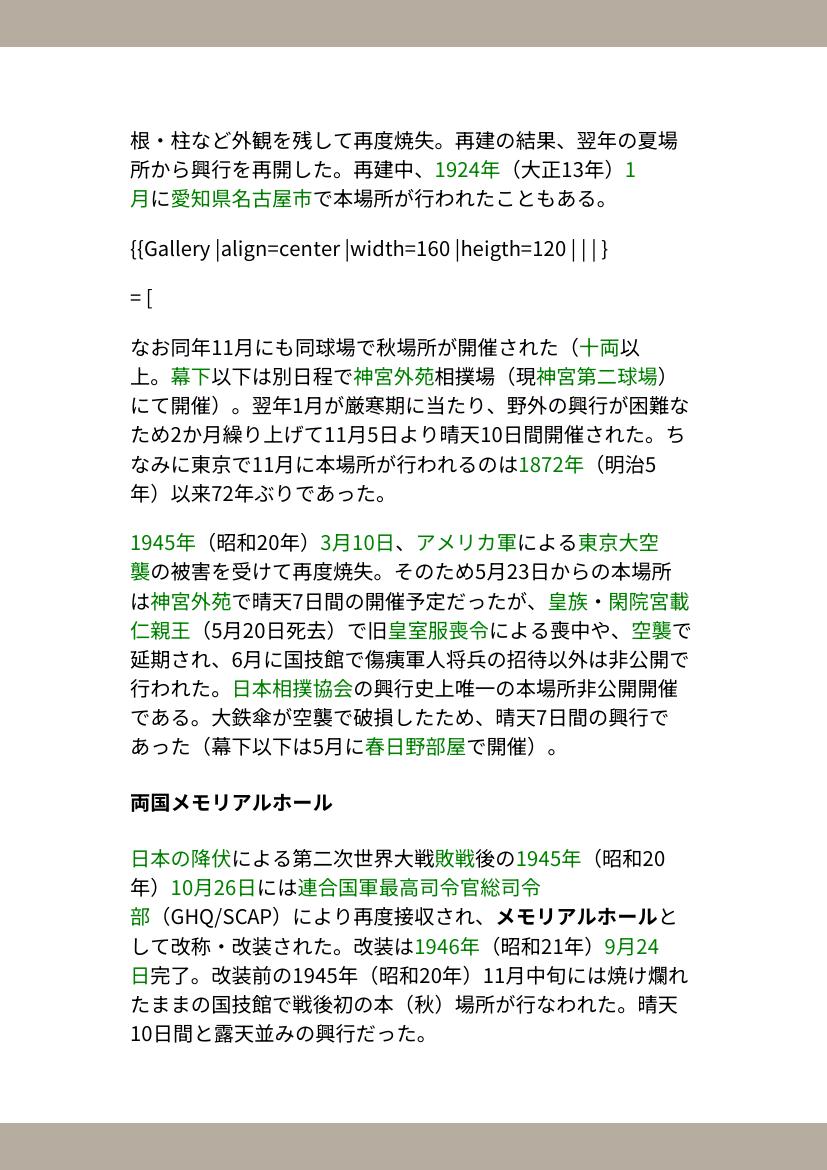 根・柱など外観を残して再度焼失。再建の結果、翌年の夏場
所から興行を再開した。再建中、1924年（大正13年）1
月に愛知県名古屋市で本場所が行われたこともある。
{{Gallery |align=center |width=160 |heigth=120 | | | }
= [
なお同年11月にも同球場で秋場所が開催された（十両以
上。幕下以下は別日程で神宮外苑相撲場（現神宮第二球場）
にて開催）。翌年1月が厳寒期に当たり、野外の興行が困難な
ため2か月繰り上げて11月5日より晴天10日間開催された。ち
なみに東京で11月に本場所が行われるのは1872年（明治5
年）以来72年ぶりであった。
1945年（昭和20年）3月10日、アメリカ軍による東京大空
襲の被害を受けて再度焼失。そのため5月23日からの本場所
は神宮外苑で晴天7日間の開催予定だったが、皇族・閑院宮載
仁親王（5月20日死去）で旧皇室服喪令による喪中や、空襲で
延期され、6月に国技館で傷痍軍人将兵の招待以外は非公開で
行われた。日本相撲協会の興行史上唯一の本場所非公開開催
である。大鉄傘が空襲で破損したため、晴天7日間の興行で
あった（幕下以下は5月に春日野部屋で開催）。
両国メモリアルホール
日本の降伏による第二次世界大戦敗戦後の1945年（昭和20
年）10月26日には連合国軍最高司令官総司令
部（GHQ/SCAP）により再度接収され、メモリアルホールと
して改称・改装された。改装は1946年（昭和21年）9月24
日完了。改装前の1945年（昭和20年）11月中旬には焼け爛れ
たままの国技館で戦後初の本（秋）場所が行なわれた。晴天
10日間と露天並みの興行だった。